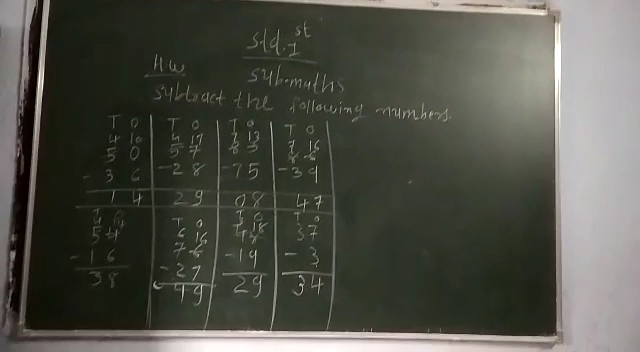 Std. 1st
H.W
Sub-maths
Subtract the following numbers.
T O T O T O T O
4 10 4 17 7 13 7 16
5 0 5 7 8 3 8 6
- 3 6 - 2 8 - 7 5 - 3 9
1 4 2 9 0 8 4 7
T O T O T O
6 16 18 3 7
5 4 7 6 4 8
- 1 6 - 2 7 - 1 9 - 3
3 8 4 9 2 9 3 4